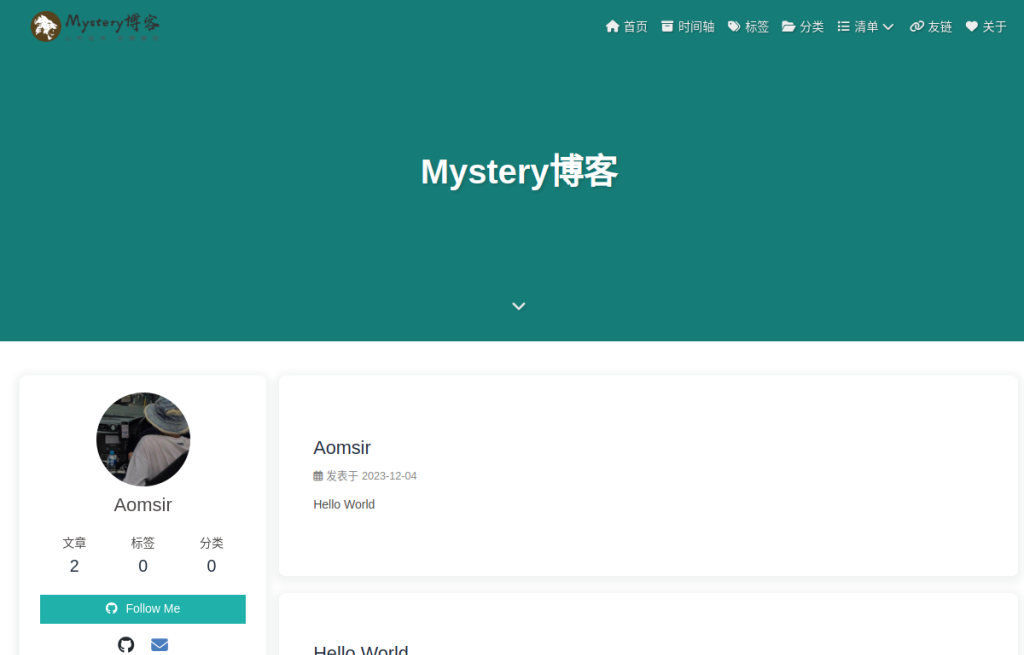 Mystery博客
首页 时间轴 标签 分类 清单 友链 关于
Mystery博客
Aomsir
文章 标签 分类
2 0 0
Follow Me
Aomsir
发表于 2023-12-04
Hello World
Hello World